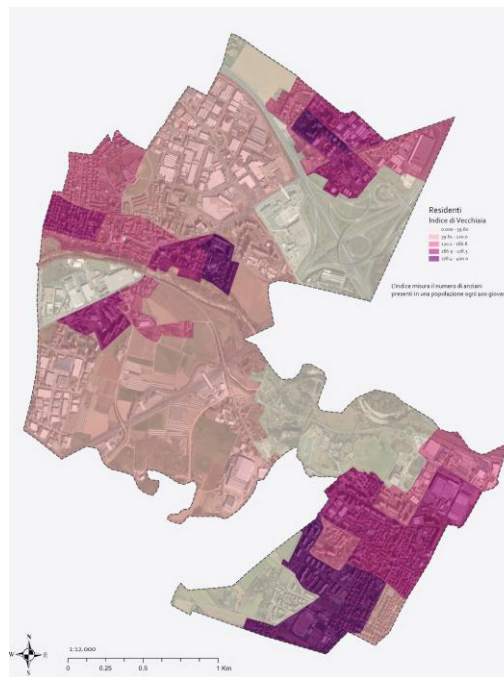 Residenti
Indice di Vecchiaia
L'indice misura il numero di anziani
presenti in una popolazione ogni 100 giovani
N
W E
S
1:12.000
0 0.25 0.5 1 Km